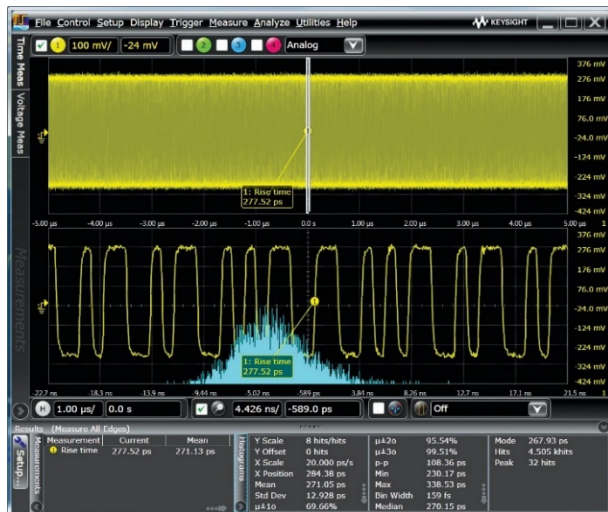 File Control Setup Display Trigger Measure Analyze Utilities Help KEYSIGHT
1 100 mV/ -24 mV 2 3 4 Analog
Time Meas
Voltage Meas
Measurements
376 mV
276 mV
176 mV
76.0 mV
-24.0 mV
-124 mV
-224 mV
-324 mV
-424 mV
1: Rise time
277.52 ps
-5.00 µs -4.00 µs -3.00 µs -2.00 µs -1.00 µs 0.0 s 1.00 µs 2.00 µs 3.00 µs 4.00 µs 5.00 µs 1
376 mV
276 mV
176 mV
76.0 mV
-24.0 mV
-124 mV
-224 mV
-324 mV
-424 mV
1
1: Rise time
277.52 ps
-22.7 ns -18.3 ns -13.9 ns -9.44 ns -5.02 ns -589 ps 3.84 ns 8.26 ns 12.7 ns 17.1 ns 21.5 ns 1
H 1.00 µs/ 0.0 s 4.426 ns/ -589.0 ps Off
Results (Measure All Edges)
Setup...
Measurements
Measurement Current Mean
1 Rise time 277.52 ps 271.13 ps
Histograms
Y Scale 8 hits/hits µ±2σ 95.54% Mode 267.93 ps
Y Offset 0 hits µ±3σ 99.51% Hits 4.505 khits
X Scale 20.000 ps/s p-p 108.36 ps Peak 32 hits
X Position 284.38 ps Min 230.17 ps
Mean 271.05 ps Max 338.53 ps
Std Dev 12.928 ps Bin Width 159 fs
µ±1σ 69.66% Median 270.15 ps